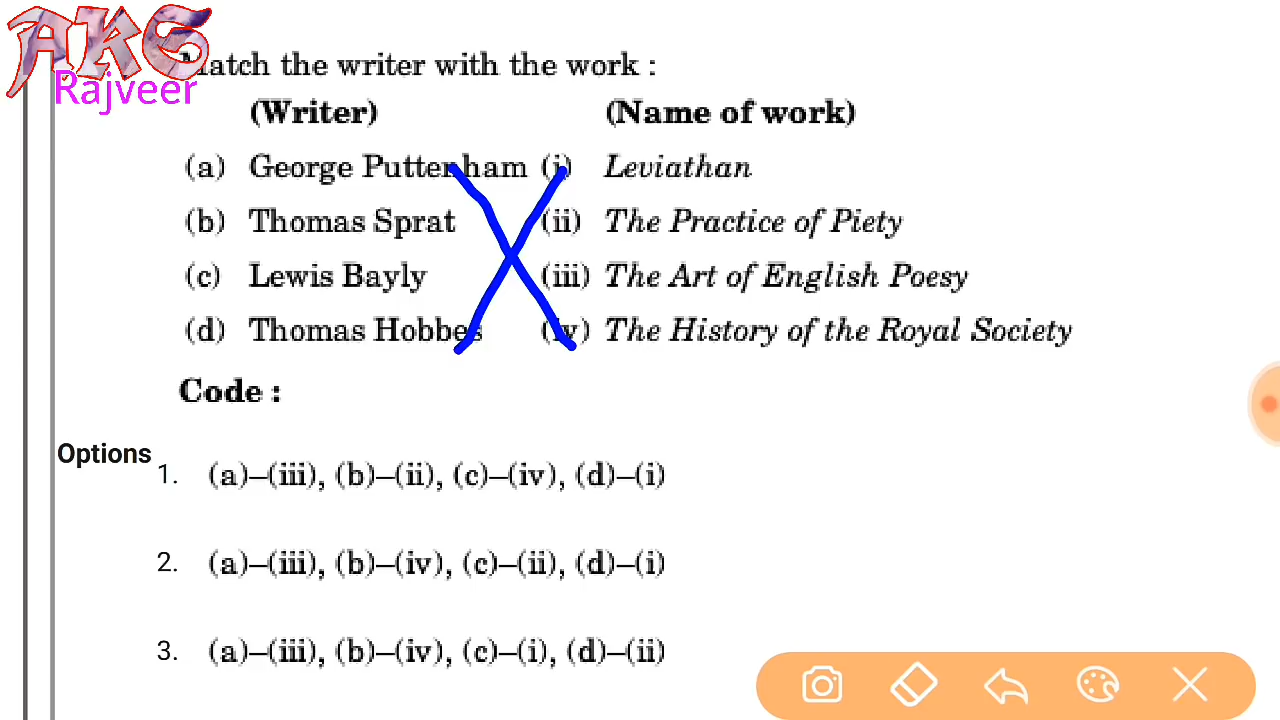 AKS
Rajveer
Match the writer with the work :
(Writer) (Name of work)
(a) George Puttenham (i) Leviathan
(b) Thomas Sprat (ii) The Practice of Piety
(c) Lewis Bayly (iii) The Art of English Poesy
(d) Thomas Hobbes (iv) The History of the Royal Society
Code :
Options
1. (a)–(iii), (b)–(ii), (c)–(iv), (d)–(i)
2. (a)–(iii), (b)–(iv), (c)–(ii), (d)–(i)
3. (a)–(iii), (b)–(iv), (c)–(i), (d)–(ii)